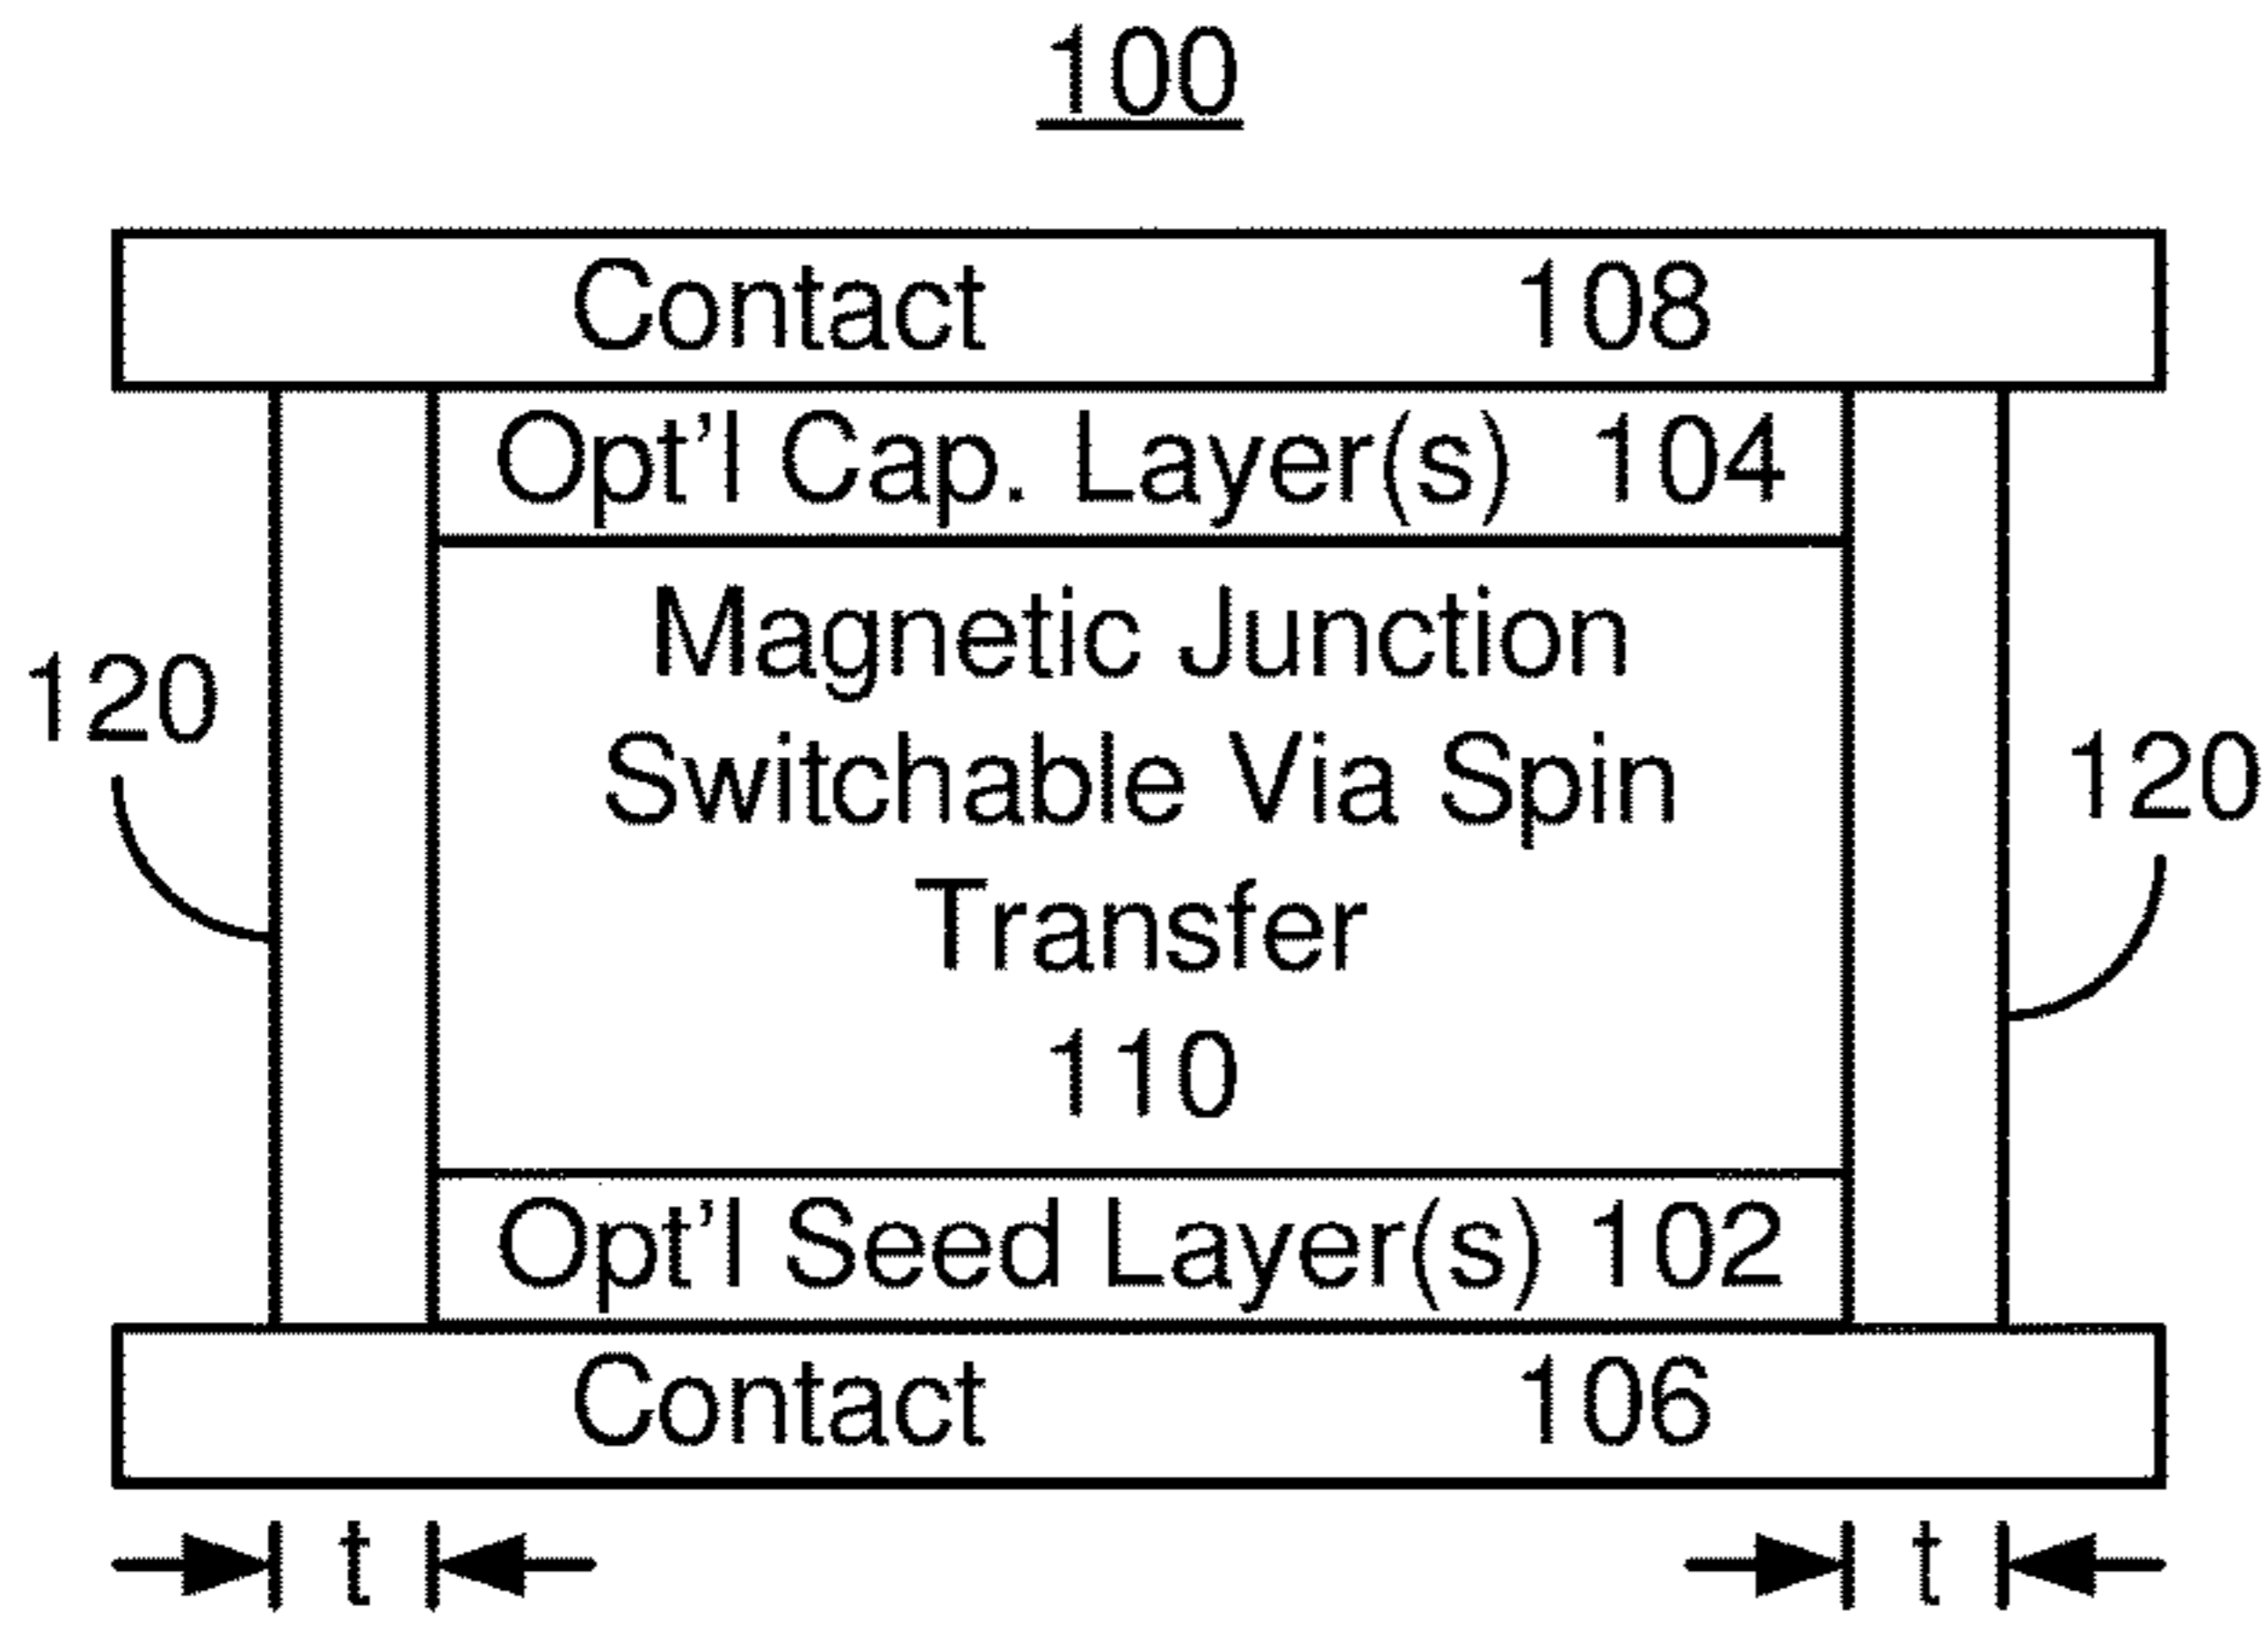 100
Contact 108
Opt'l Cap. Layer(s) 104
Magnetic Junction
Switchable Via Spin
Transfer
110
120
120
Opt'l Seed Layer(s) 102
Contact 106
t
t